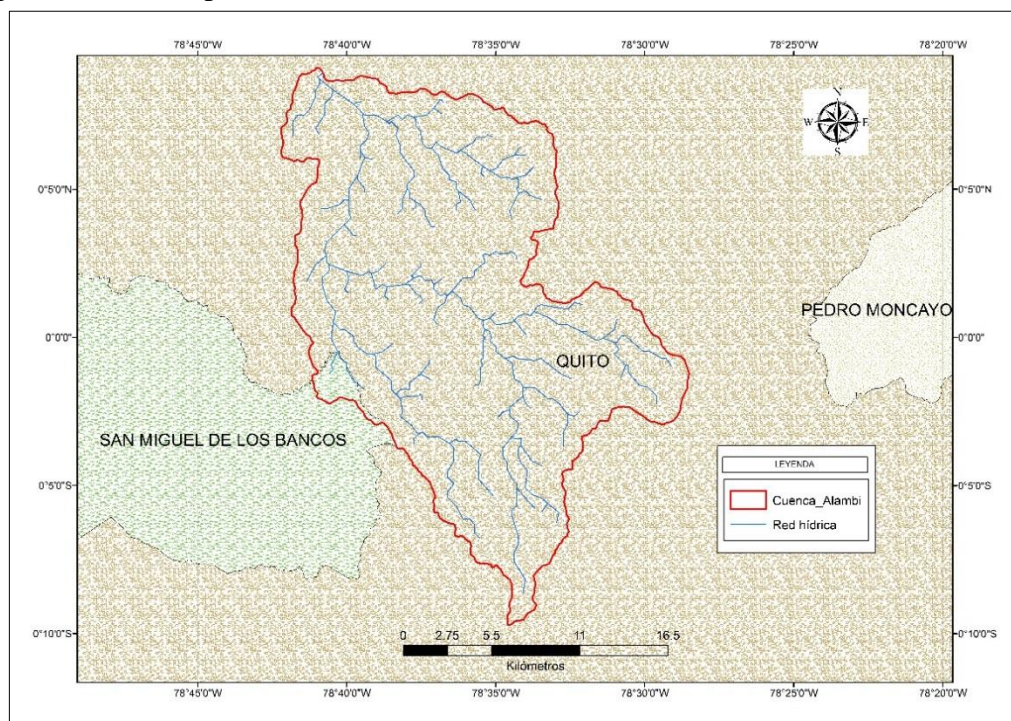 78°45'0"W 78°40'0"W 78°35'0"W 78°30'0"W 78°25'0"W 78°20'0"W
N
W E
S
0°5'0"N 0°5'0"N
PEDRO MONCAYO
0°0'0" 0°0'0"
QUITO
SAN MIGUEL DE LOS BANCOS
LEYENDA
Cuenca_Alambi
Red hídrica
0°5'0"S 0°5'0"S
0°10'0"S 0°10'0"S
0 2.75 5.5 11 16.5
Kilómetros
78°45'0"W 78°40'0"W 78°35'0"W 78°30'0"W 78°25'0"W 78°20'0"W